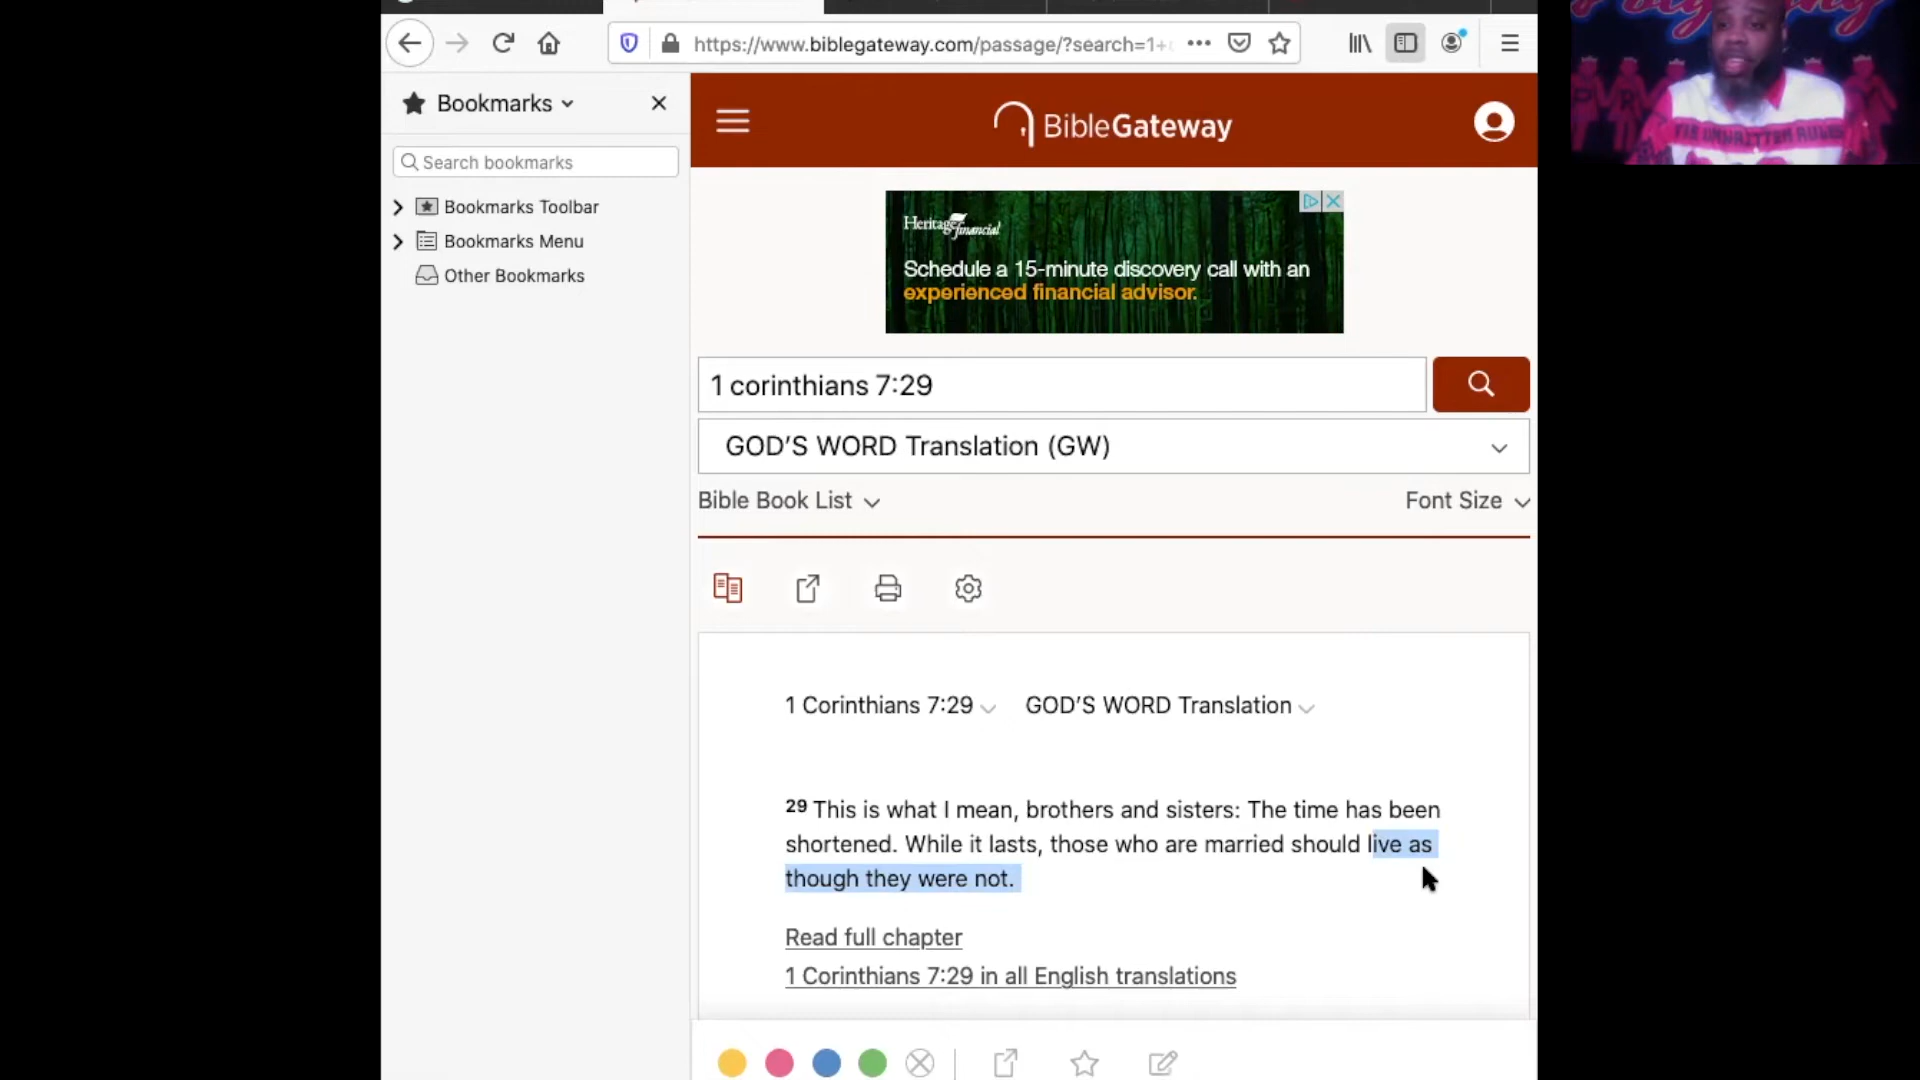 https://www.biblegateway.com/passage/?search=1+
Bookmarks
Search bookmarks
Bookmarks Toolbar
Bookmarks Menu
Other Bookmarks
BibleGateway
Heritage financial
Schedule a 15-minute discovery call with an
experienced financial advisor.
1 corinthians 7:29
GOD'S WORD Translation (GW)
Bible Book List
Font Size
1 Corinthians 7:29 GOD'S WORD Translation
29 This is what I mean, brothers and sisters: The time has been
shortened. While it lasts, those who are married should live as
though they were not.
Read full chapter
1 Corinthians 7:29 in all English translations